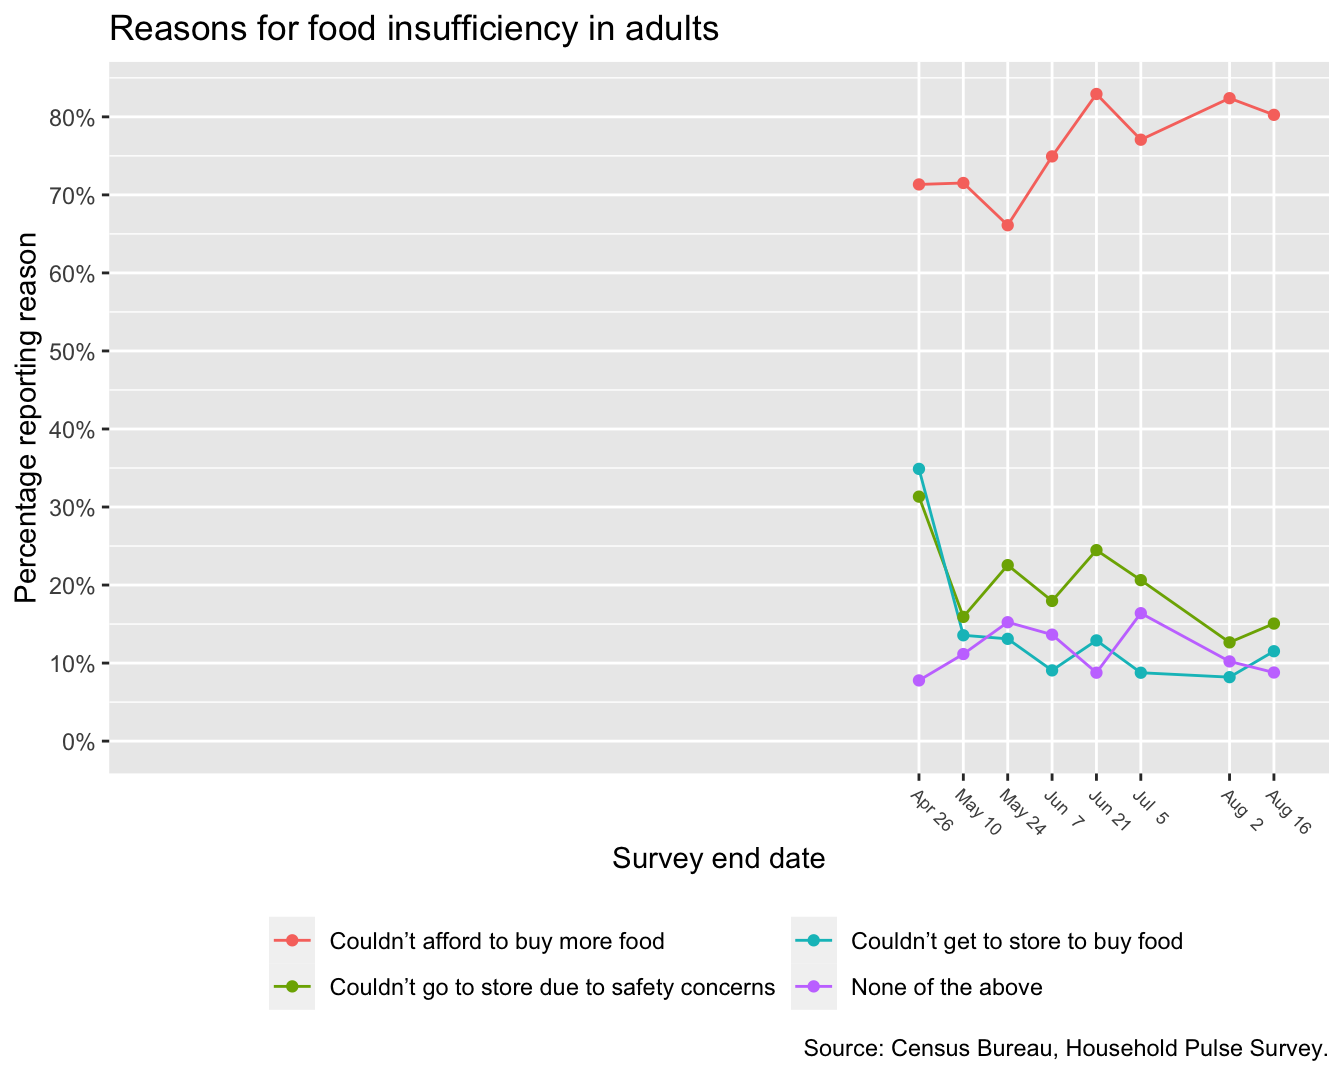 Reasons for food insufficiency in adults
Percentage reporting reason
80%
70%
60%
50%
40%
30%
20%
10%
0%
Apr 26
May 10
May 24
Jun 7
Jun 21
Jul 5
Aug 2
Aug 16
Survey end date
Couldn’t afford to buy more food
Couldn’t get to store to buy food
Couldn’t go to store due to safety concerns
None of the above
Source: Census Bureau, Household Pulse Survey.